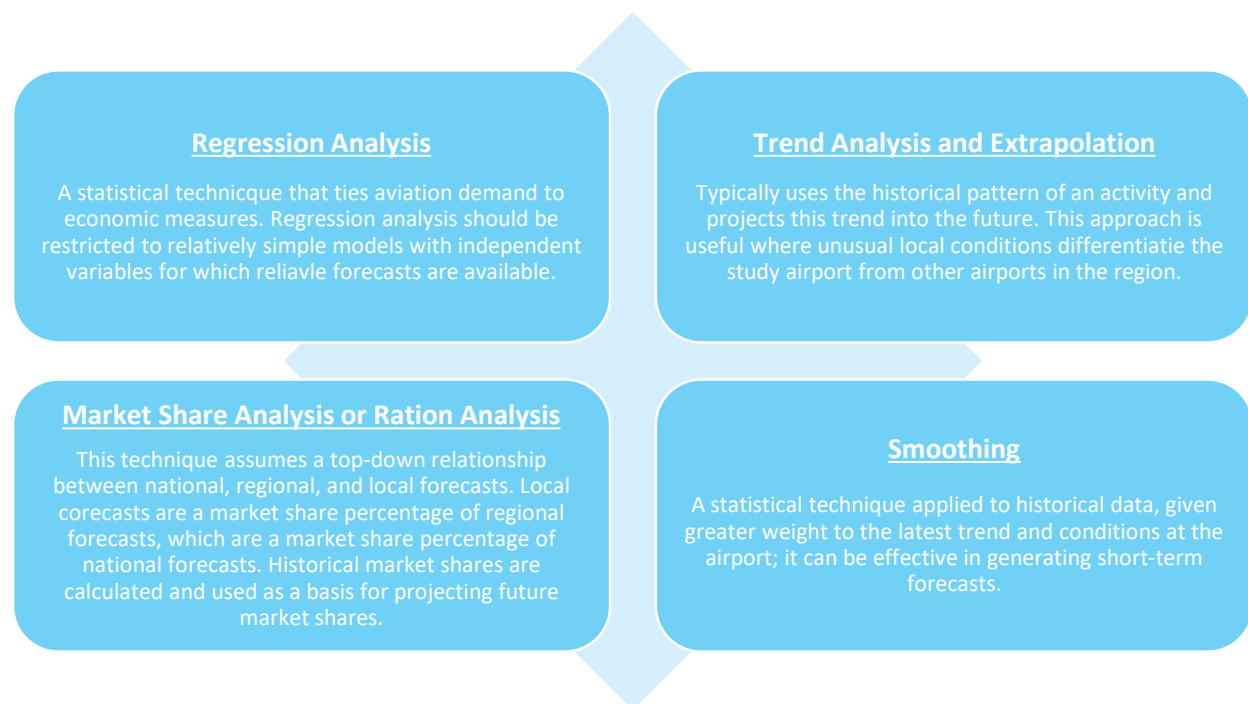 Regression Analysis
A statistical technicque that ties aviation demand to
economic measures. Regression analysis should be
restricted to relatively simple models with independent
variables for which reliavle forecasts are available.
Trend Analysis and Extrapolation
Typically uses the historical pattern of an activity and
projects this trend into the future. This approach is
useful where unusual local conditions differentiatie the
study airport from other airports in the region.
Market Share Analysis or Ration Analysis
This technique assumes a top-down relationship
between national, regional, and local forecasts. Local
corecasts are a market share percentage of regional
forecasts, which are a market share percentage of
national forecasts. Historical market shares are
calculated and used as a basis for projecting future
market shares.
Smoothing
A statistical technique applied to historical data, given
greater weight to the latest trend and conditions at the
airport; it can be effective in generating short-term
forecasts.